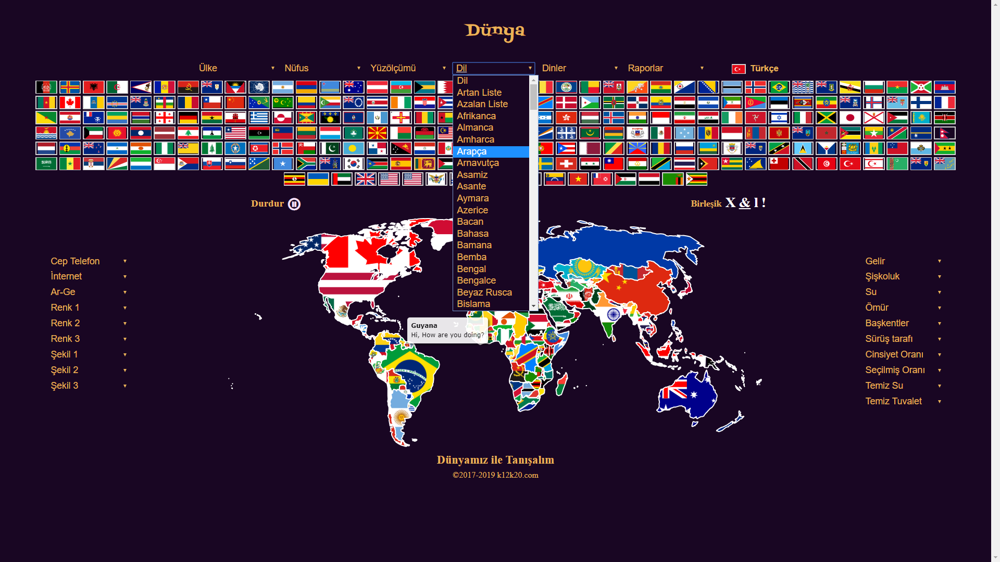 Dünya
Ülke
Nüfus
Yüzölçümü
Dil
Dinler
Raporlar
Türkçe
Dil
Artan Liste
Azalan Liste
Afrikanca
Almanca
Amharca
Arapça
Arnavutça
Asamiz
Asante
Aymara
Azerice
Bacan
Bahasa
Bamana
Bemba
Bengal
Bengalce
Beyaz Rusca
Bislama
Durdur
Birleşik X & l !
Cep Telefon
İnternet
Ar-Ge
Renk 1
Renk 2
Renk 3
Şekil 1
Şekil 2
Şekil 3
Guyana
Hi, How are you doing?
Gelir
Şişkoluk
Su
Ömür
Başkentler
Sürüş tarafı
Cinsiyet Oranı
Seçilmiş Oranı
Temiz Su
Temiz Tuvalet
Dünyamız ile Tanışalım
©2017-2019 k12k20.com